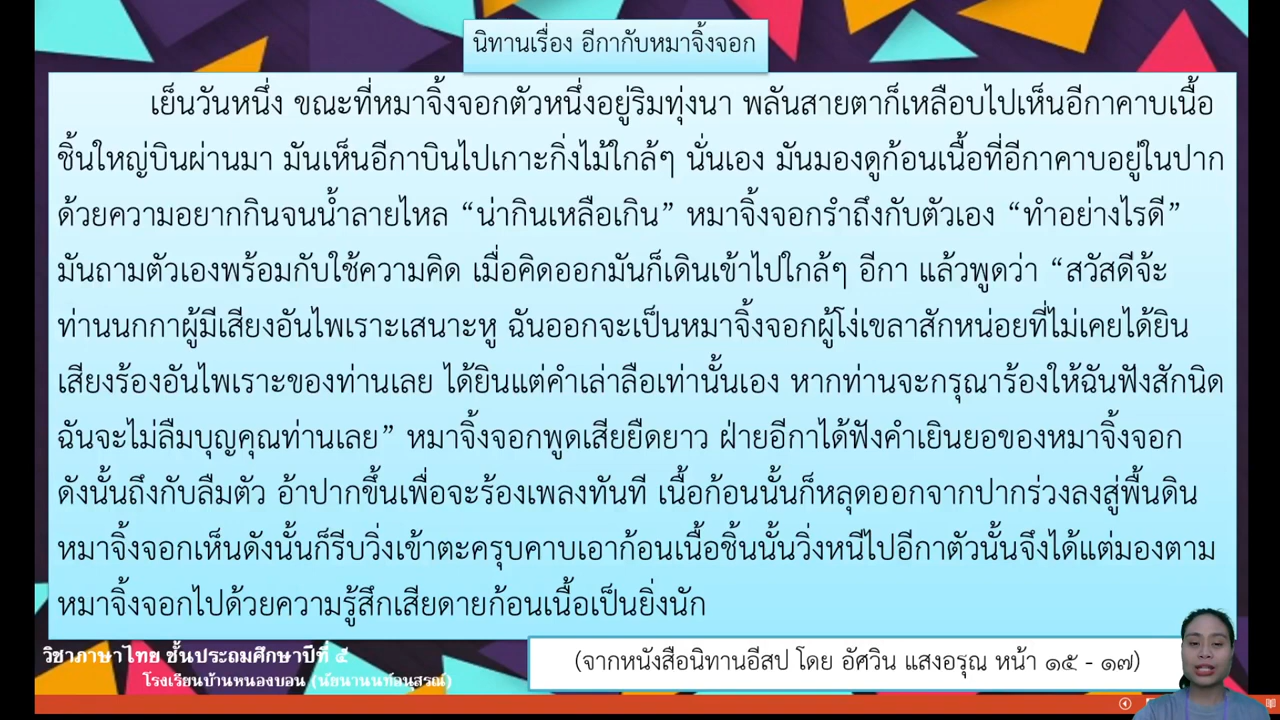 นิทานเรื่อง อีกากับหมาจิ้งจอก
เย็นวันหนึ่ง ขณะที่หมาจิ้งจอกตัวหนึ่งอยู่ริมทุ่งนา พลันสายตาก็เหลือบไปเห็นอีกาคาบเนื้อ
ชิ้นใหญ่บินผ่านมา มันเห็นอีกาบินไปเกาะกิ่งไม้ใกล้ๆ นั่นเอง มันมองดูก้อนเนื้อที่อีกาคาบอยู่ในปาก
ด้วยความอยากกินจนน้ำลายไหล “น่ากินเหลือเกิน” หมาจิ้งจอกรำถึงกับตัวเอง “ทำอย่างไรดี”
มันถามตัวเองพร้อมกับใช้ความคิด เมื่อคิดออกมันก็เดินเข้าไปใกล้ๆ อีกา แล้วพูดว่า “สวัสดีจ้ะ
ท่านนกกาผู้มีเสียงอันไพเราะเสนาะหู ฉันออกจะเป็นหมาจิ้งจอกผู้โง่เขลาสักหน่อยที่ไม่เคยได้ยิน
เสียงร้องอันไพเราะของท่านเลย ได้ยินแต่คำเล่าลือเท่านั้นเอง หากท่านจะกรุณาร้องให้ฉันฟังสักนิด
ฉันจะไม่ลืมบุญคุณท่านเลย” หมาจิ้งจอกพูดเสียยืดยาว ฝ่ายอีกาได้ฟังคำเยินยอของหมาจิ้งจอก
ดังนั้นถึงกับลืมตัว อ้าปากขึ้นเพื่อจะร้องเพลงทันที เนื้อก้อนนั้นก็หลุดออกจากปากร่วงลงสู่พื้นดิน
หมาจิ้งจอกเห็นดังนั้นก็รีบวิ่งเข้าตะครุบคาบเอาก้อนเนื้อชิ้นนั้นวิ่งหนีไปอีกาตัวนั้นจึงได้แต่มองตาม
หมาจิ้งจอกไปด้วยความรู้สึกเสียดายก้อนเนื้อเป็นยิ่งนัก
วิชาภาษาไทย ชั้นประถมศึกษาปีที่ ๕
โรงเรียนบ้านหนองบอน (นัยนานนท์อนุสรณ์)
(จากหนังสือนิทานอีสป โดย อัศวิน แสงอรุณ หน้า ๑๕ - ๑๗)